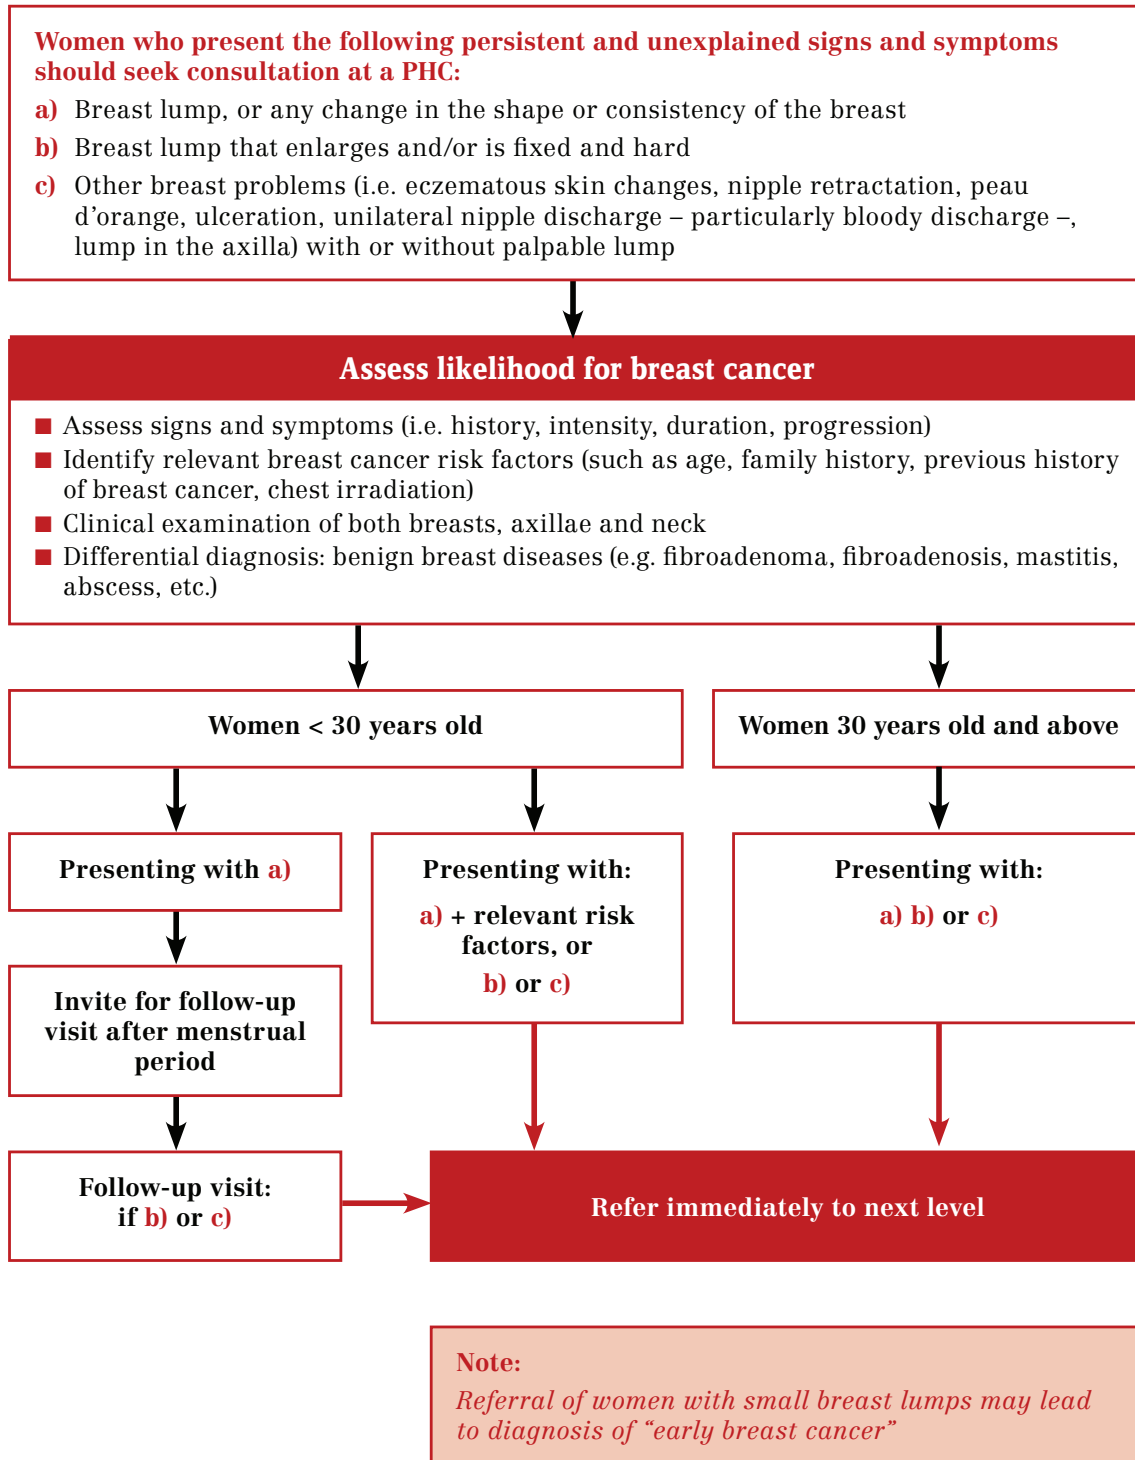 Women who present the following persistent and unexplained signs and symptoms
should seek consultation at a PHC:
a) Breast lump, or any change in the shape or consistency of the breast
b) Breast lump that enlarges and/or is fixed and hard
c) Other breast problems (i.e. eczematous skin changes, nipple retractation, peau
d’orange, ulceration, unilateral nipple discharge – particularly bloody discharge –,
lump in the axilla) with or without palpable lump
Assess likelihood for breast cancer
■ Assess signs and symptoms (i.e. history, intensity, duration, progression)
■ Identify relevant breast cancer risk factors (such as age, family history, previous history
of breast cancer, chest irradiation)
■ Clinical examination of both breasts, axillae and neck
■ Differential diagnosis: benign breast diseases (e.g. fibroadenoma, fibroadenosis, mastitis,
abscess, etc.)
Women < 30 years old
Women 30 years old and above
Presenting with a)
Invite for follow-up
visit after menstrual
period
Follow-up visit:
if b) or c)
Presenting with:
a) + relevant risk
factors, or
b) or c)
Presenting with:
a) b) or c)
Refer immediately to next level
Note:
Referral of women with small breast lumps may lead
to diagnosis of “early breast cancer”